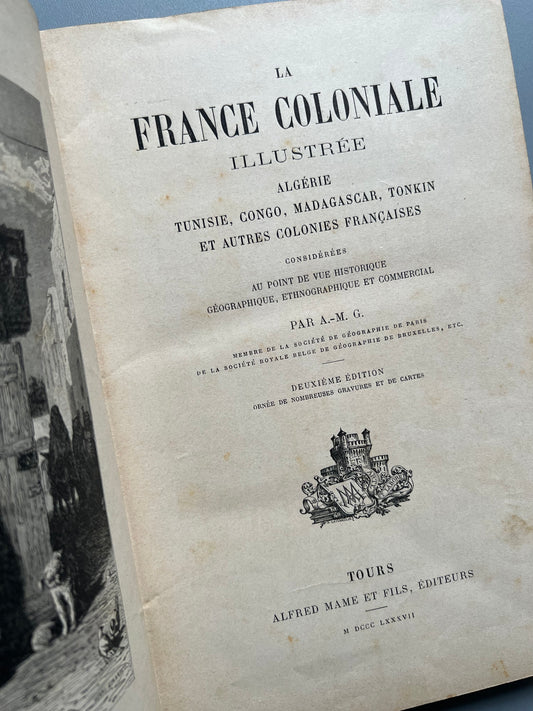 LA
FRANCE COLONIALE
ILLUSTRÉE
ALGÉRIE
TUNISIE, CONGO, MADAGASCAR, TONKIN
ET AUTRES COLONIES FRANÇAISES
CONSIDÉRÉES
AU POINT DE VUE HISTORIQUE
GÉOGRAPHIQUE, ETHNOGRAPHIQUE ET COMMERCIAL
PAR A.-M. G.
MEMBRE DE LA SOCIÉTÉ DE GÉOGRAPHIE DE PARIS
DE LA SOCIÉTÉ ROYALE BELGE DE GÉOGRAPHIE DE BRUXELLES, ETC.
DEUXIÈME ÉDITION
ORNÉE DE NOMBREUSES GRAVURES ET DE CARTES
TOURS
ALFRED MAME ET FILS, ÉDITEURS
M DCCC LXXXVII